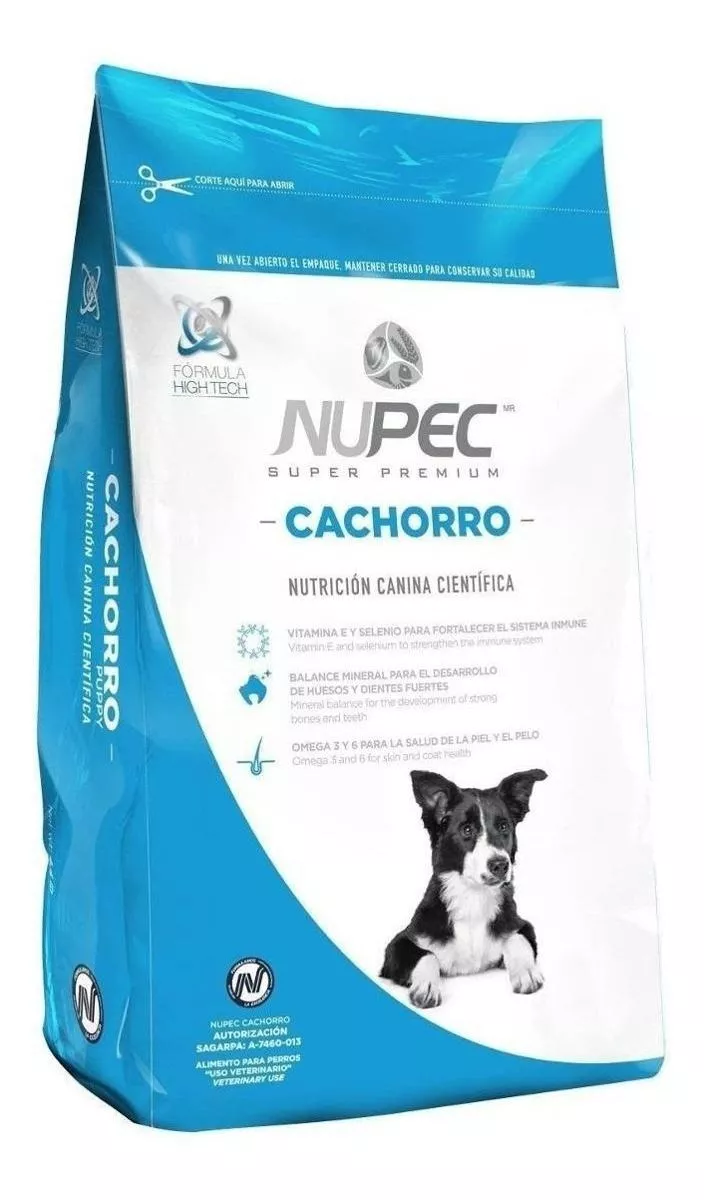 CORTE AQUÍ PARA ABRIR
UNA VEZ ABIERTO EL EMPAQUE, MANTENER CERRADO PARA CONSERVAR SU CALIDAD
FÓRMULA
HIGH TECH
NUPEC MR
SUPER PREMIUM
- CACHORRO -
NUTRICIÓN CANINA CIENTÍFICA
VITAMINA E Y SELENIO PARA FORTALECER EL SISTEMA INMUNE
Vitamin E and selenium to strengthen the immune system
BALANCE MINERAL PARA EL DESARROLLO
DE HUESOS Y DIENTES FUERTES
Mineral balance for the development of strong
bones and teeth
OMEGA 3 Y 6 PARA LA SALUD DE LA PIEL Y EL PELO
Omega 3 and 6 for skin and coat health
NUPEC CACHORRO
AUTORIZACIÓN
SAGARPA: A-7460-013
ALIMENTO PARA PERROS
"USO VETERINARIO"
VETERINARY USE
FÓRMULA
HIGH TECH
- CACHORRO -
PUPPY
NUTRICIÓN CANINA CIENTÍFICA